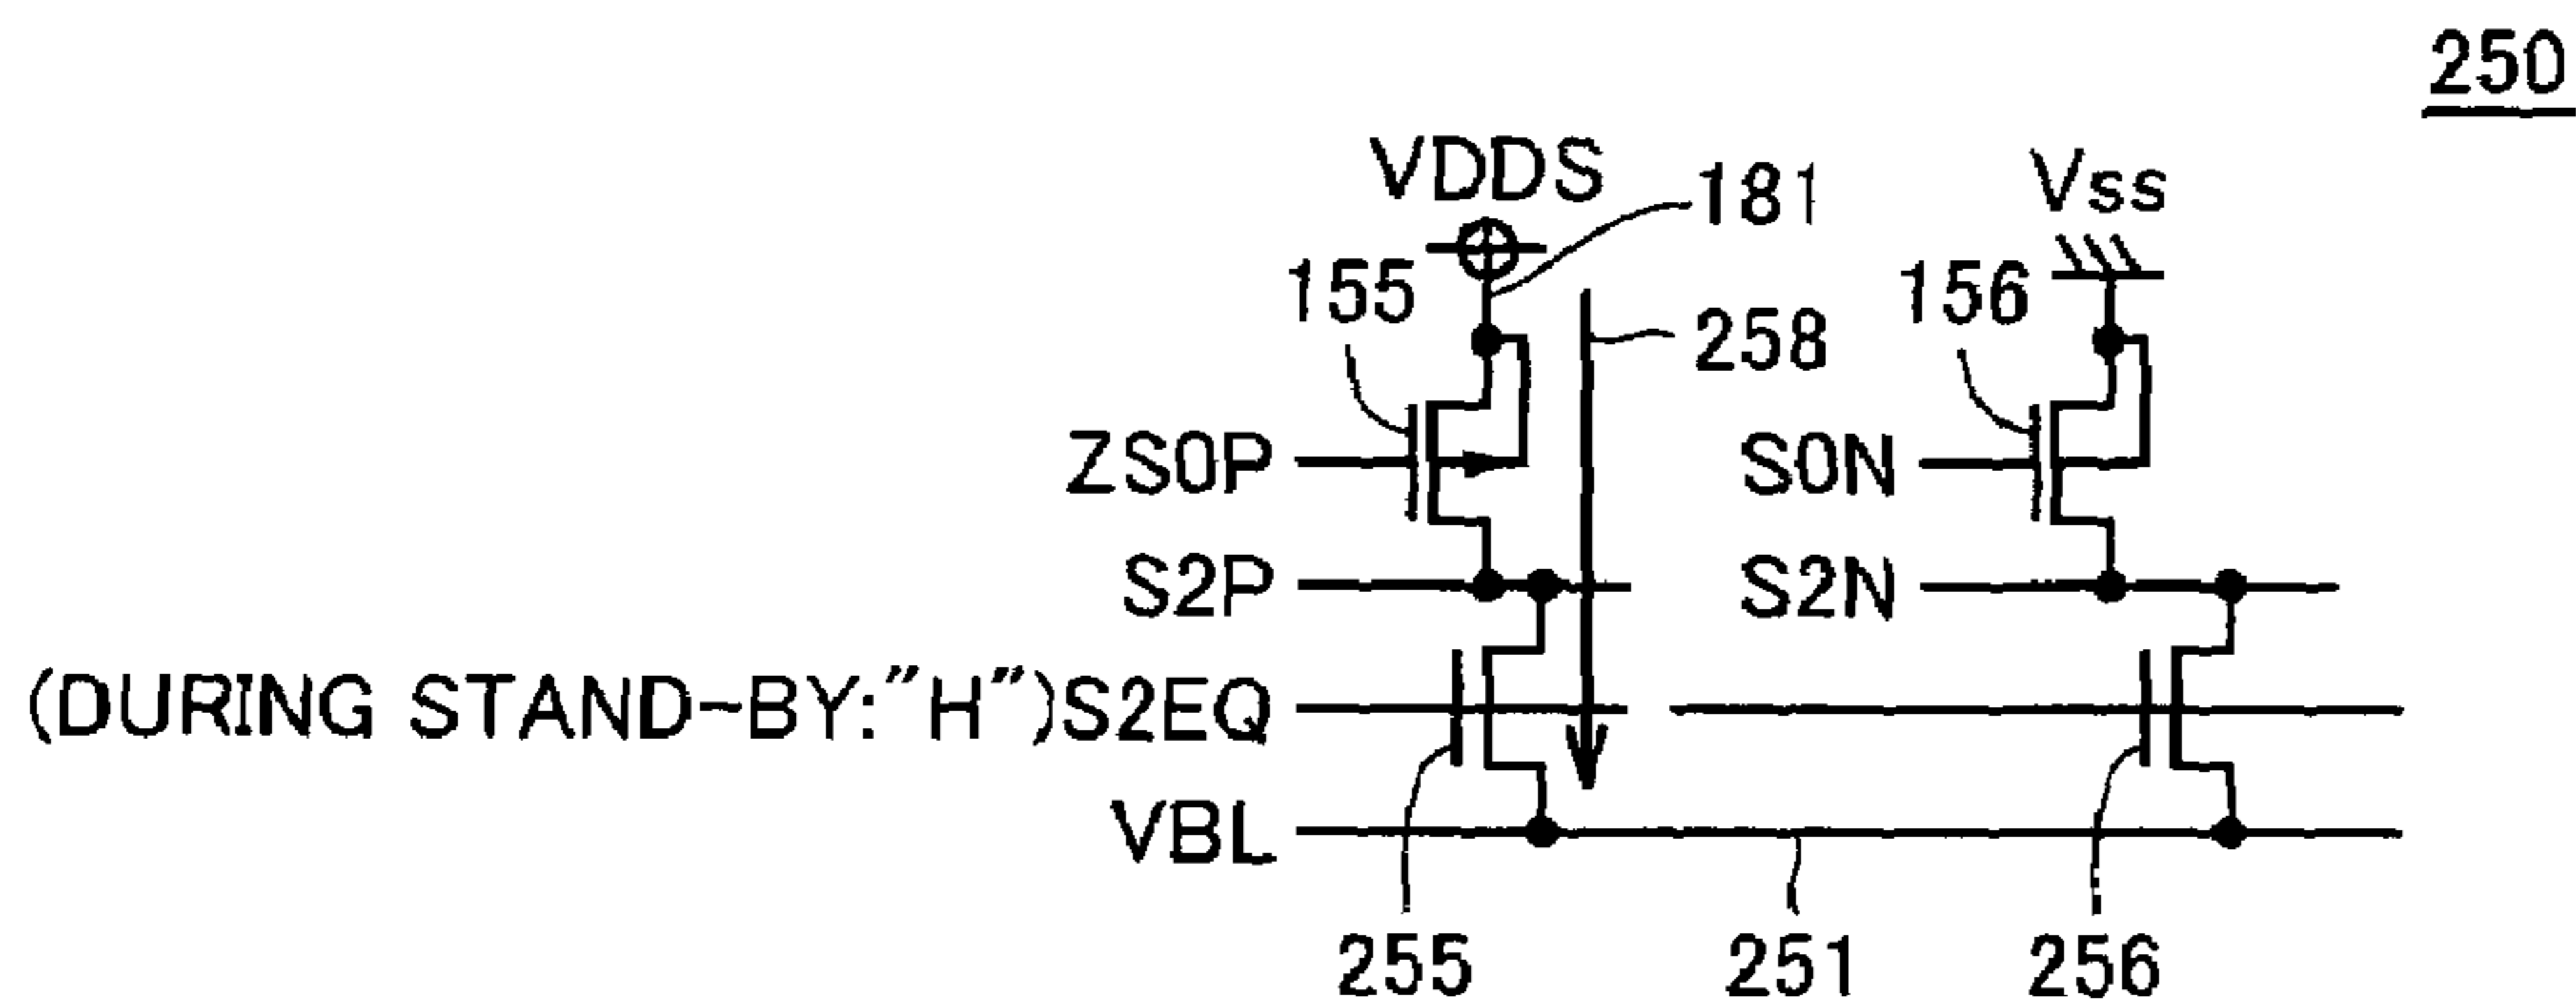 250
VDDS
181
Vss
155
258
156
ZS0P
S0N
S2P
S2N
(DURING STAND-BY:"H")S2EQ
VBL
255
251
256